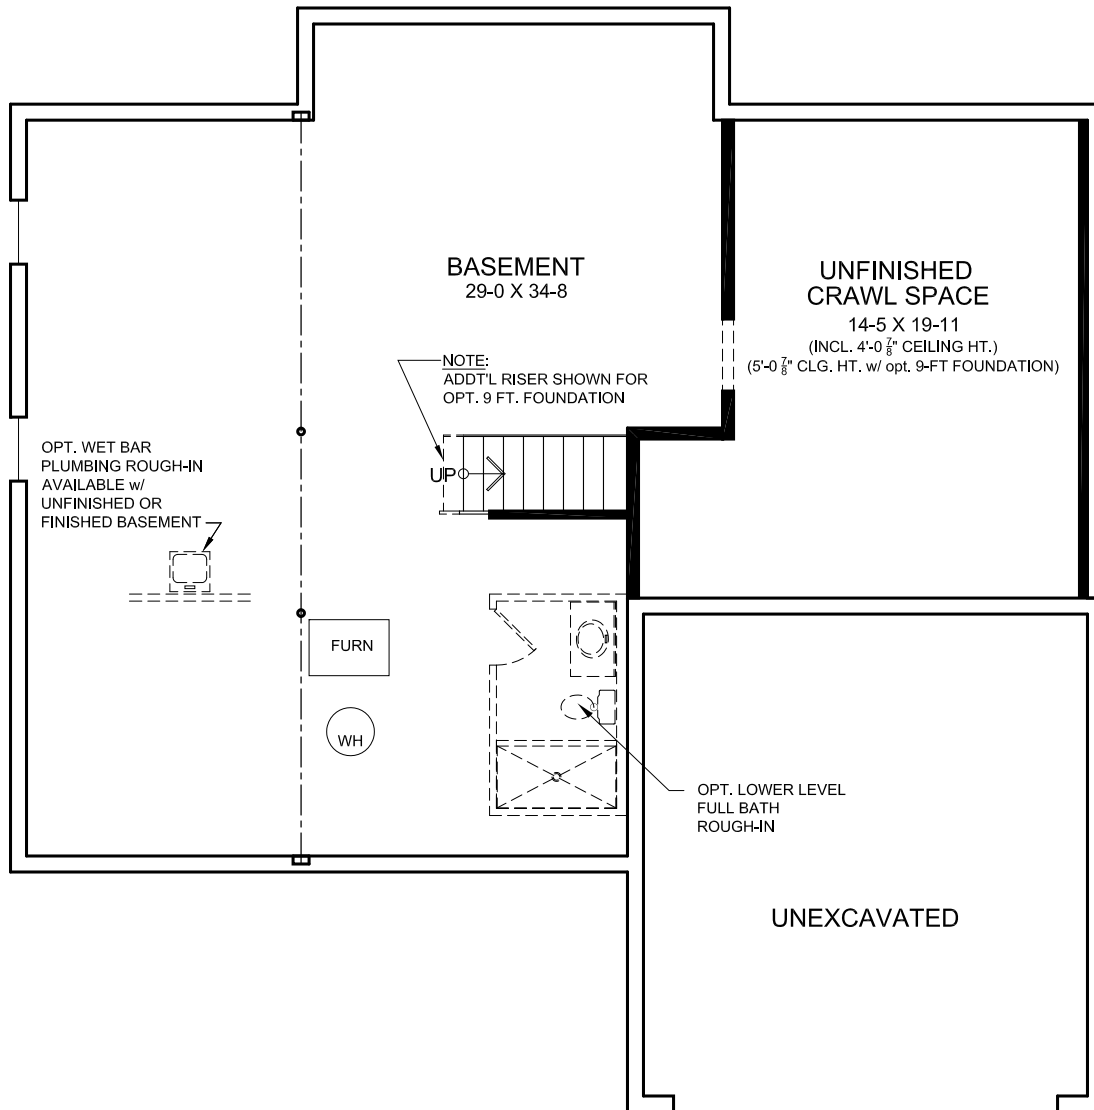 BASEMENT
29-0 X 34-8
UNFINISHED
CRAWL SPACE
14-5 X 19-11
(INCL. 4'-0 7/8" CEILING HT.)
(5'-0 7/8" CLG. HT. w/ opt. 9-FT FOUNDATION)
NOTE:
ADDT'L RISER SHOWN FOR
OPT. 9 FT. FOUNDATION
OPT. WET BAR
PLUMBING ROUGH-IN
AVAILABLE w/
UNFINISHED OR
FINISHED BASEMENT
UP
FURN
WH
OPT. LOWER LEVEL
FULL BATH
ROUGH-IN
UNEXCAVATED